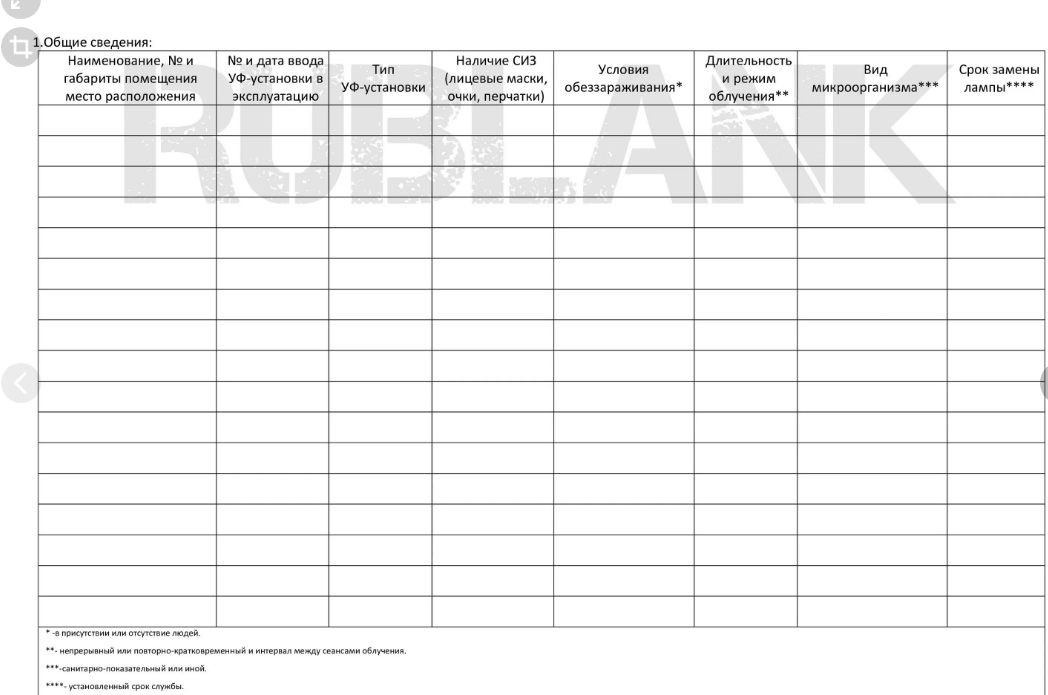 1.Общие сведения:
Наименование, № и
габариты помещения
место расположения
№ и дата ввода
УФ-установки в
эксплуатацию
Тип
УФ-установки
Наличие СИЗ
(лицевые маски,
очки, перчатки)
Условия
обеззараживания*
Длительность
и режим
облучения**
Вид
микроорганизма***
Срок замены
лампы****
RUBLANK
* -в присутствии или отсутствие людей.
**- непрерывный или повторно-кратковременный и интервал между сеансами облучения.
***-санитарно-показательный или иной.
****- установленный срок службы.